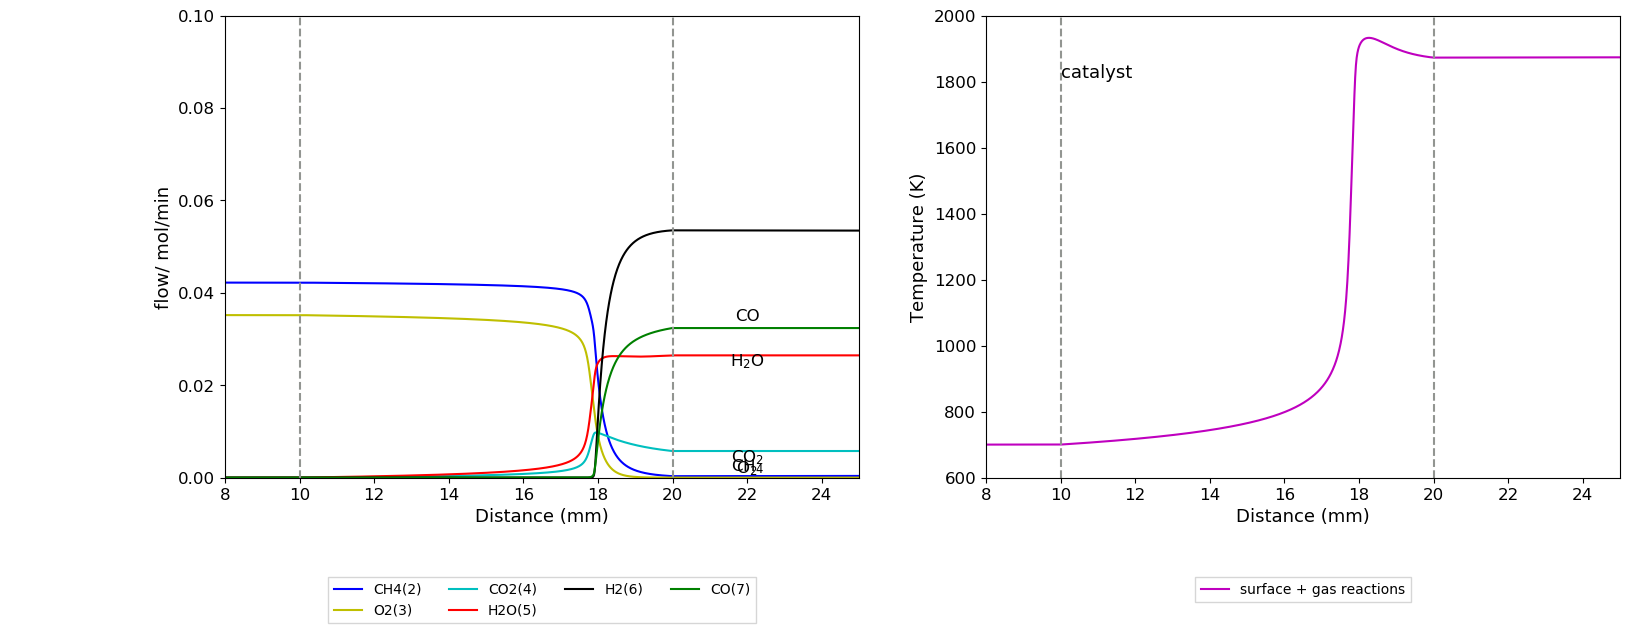 0.10
0.08
0.06
0.04
0.02
0.00
flow/ mol/min
8 10 12 14 16 18 20 22 24
Distance (mm)
CO
H2O
CO2
CH4
O2
CH4(2) CO2(4) H2(6) CO(7)
O2(3) H2O(5)
2000
1800
1600
1400
1200
1000
800
600
Temperature (K)
catalyst
8 10 12 14 16 18 20 22 24
Distance (mm)
surface + gas reactions